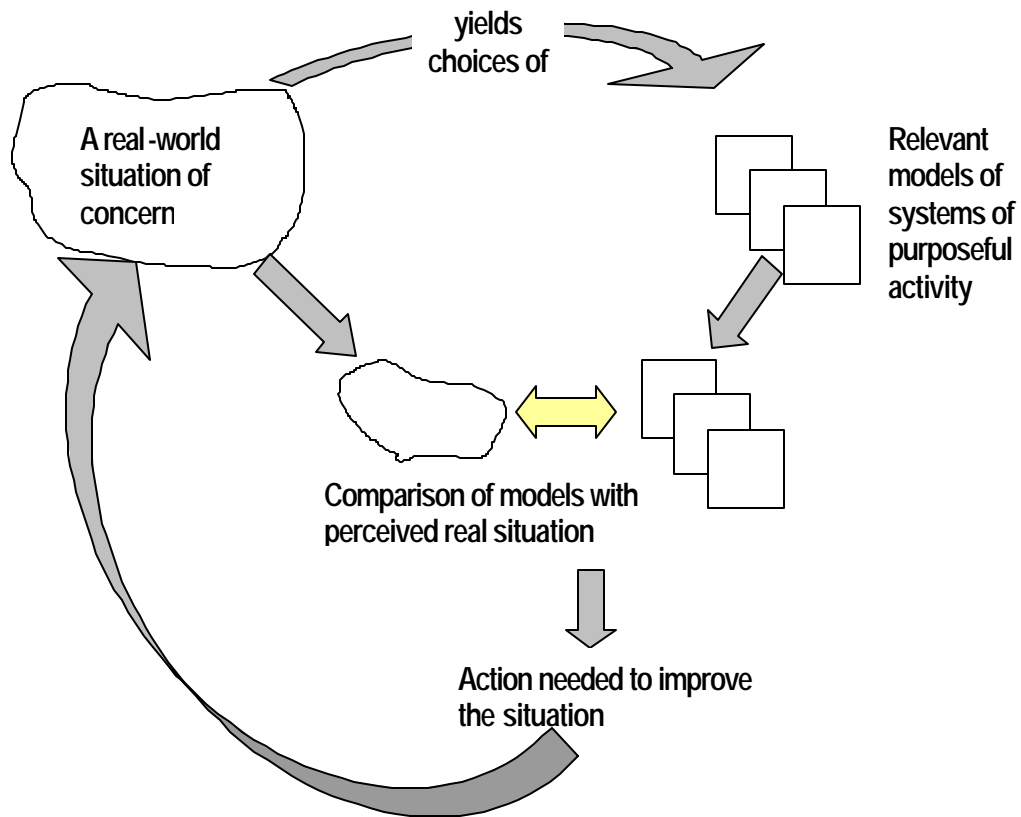 yields
choices of
A real-world
situation of
concern
Relevant
models of
systems of
purposeful
activity
Comparison of models with
perceived real situation
Action needed to improve
the situation